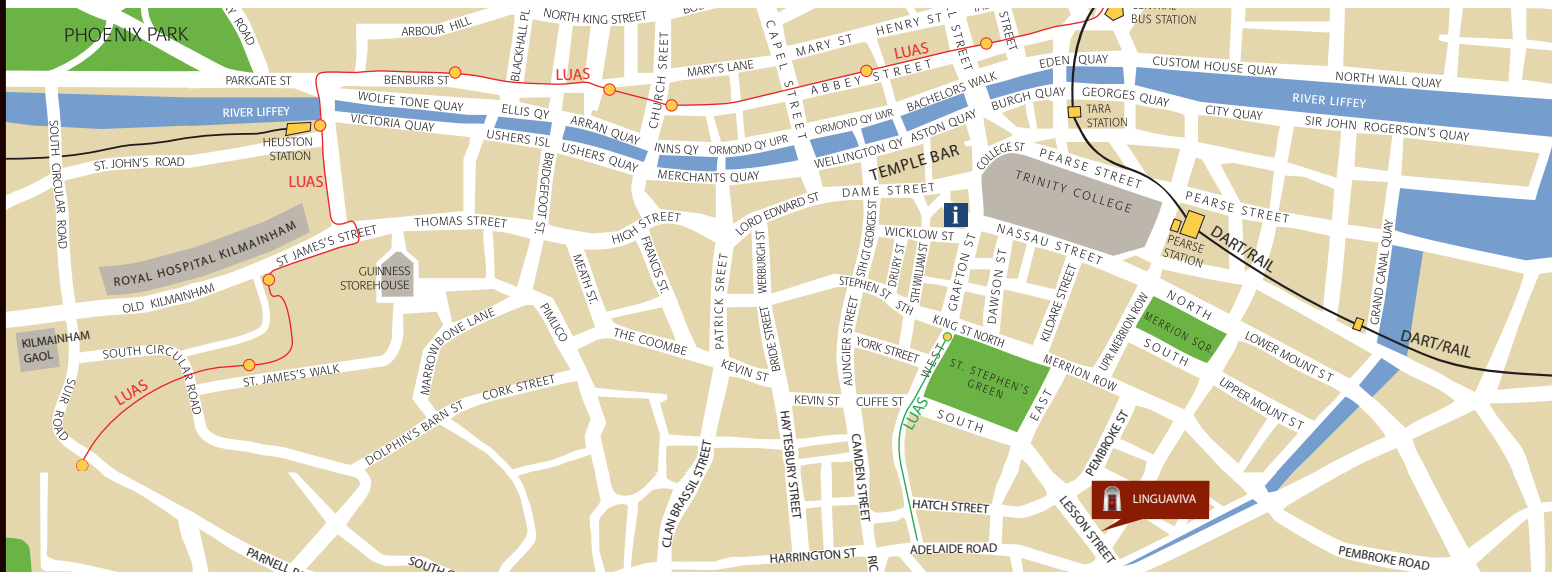 PHOENIX PARK
ARBOUR HILL
NORTH KING STREET
BLACKHALL PL
CHURCH STREET
CAPEL STREET
MARY ST
HENRY ST
STREET
BUS STATION
PARKGATE ST
BENBURB ST
LUAS
MARY'S LANE
ABBEY STREET
LUAS
EDEN QUAY
CUSTOM HOUSE QUAY
NORTH WALL QUAY
RIVER LIFFEY
WOLFE TONE QUAY
VICTORIA QUAY
ELLIS QY
USHERS ISL
ARRAN QUAY
USHERS QUAY
INNS QY
ORMOND QY UPR
ORMOND QY LWR
BACHELORS WALK
BURGH QUAY
GEORGES QUAY
CITY QUAY
SIR JOHN ROGERSON'S QUAY
RIVER LIFFEY
MERCHANTS QUAY
WELLINGTON QY
ASTON QUAY
TARA
STATION
HEUSTON
STATION
ST. JOHN'S ROAD
SOUTH CIRCULAR ROAD
LUAS
TEMPLE BAR
COLLEGE ST
PEARSE STREET
TRINITY COLLEGE
PEARSE STREET
PEARSE
STATION
DART/RAIL
DAME STREET
LORD EDWARD ST
BRIDGEFOOT ST.
THOMAS STREET
HIGH STREET
ST JAMES'S STREET
ROYAL HOSPITAL KILMAINHAM
GUINNESS
STOREHOUSE
OLD KILMAINHAM
KILMAINHAM
GAOL
SOUTH CIRCULAR ROAD
ST. JAMES'S WALK
LUAS
SUIR ROAD
MEATH ST.
FRANCIS ST.
PATRICK SREET
WERBURGH ST
BRIDE STREET
STH GEORGES ST
DRURY ST
STH WILLIAM ST
WICKLOW ST
i
GRAFTON ST
DAWSON ST
NASSAU STREET
KILDARE STREET
STEPHEN ST
STH
KING ST NORTH
YORK STREET
AUNGIER STREET
WEST
ST. STEPHEN'S
GREEN
EAST
SOUTH
MERRION ROW
UPR MERRION ROW
NORTH
MERRION SQR.
SOUTH
LOWER MOUNT ST
UPPER MOUNT ST
GRAND CANAL QUAY
DART/RAIL
PIMLICO
MARROWBONE LANE
THE COOMBE
KEVIN ST
KEVIN ST
CUFFE ST
CORK STREET
DOLPHIN'S BARN ST
LUAS
CLAN BRASSIL STREET
HAYTESBURY STREET
CAMDEN STREET
HATCH STREET
PEMBROKE ST
LESSON STREET
LINGUAVIVA
HARRINGTON ST
ADELAIDE ROAD
PEMBROKE ROAD